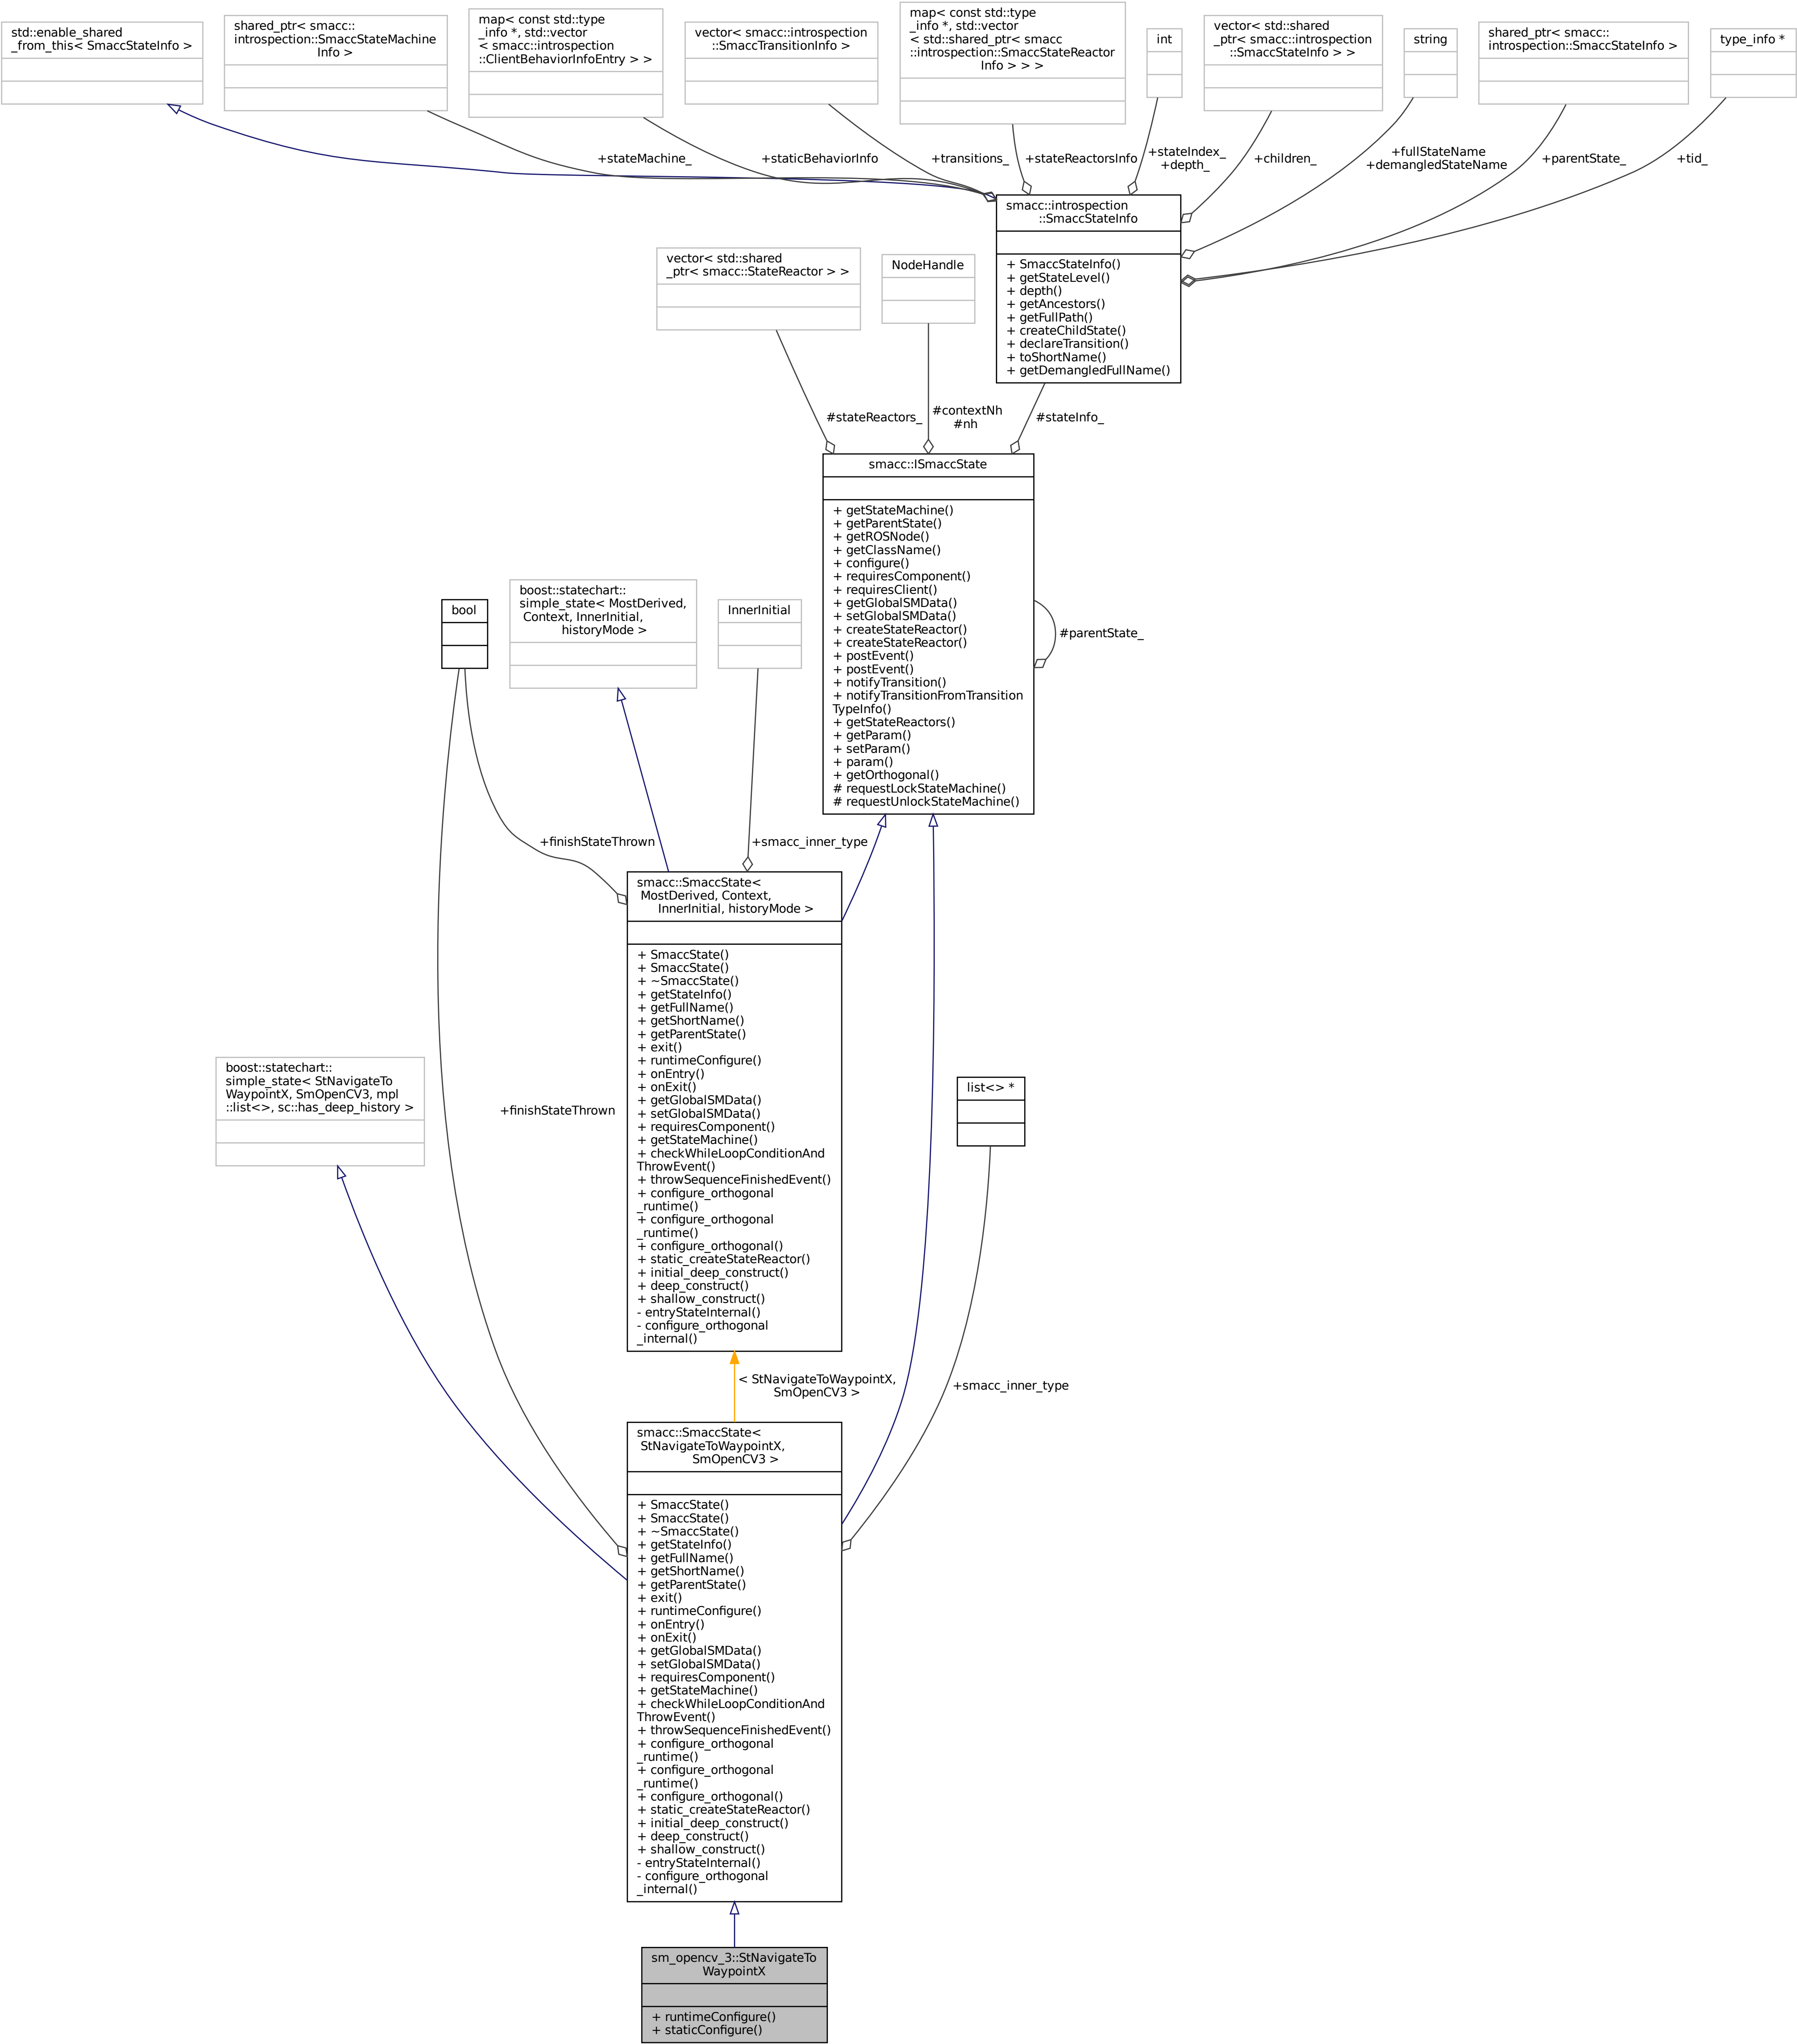 std::enable_shared
_from_this< SmaccStateInfo >
shared_ptr< smacc::
introspection::SmaccStateMachine
Info >
map< const std::type
_info *, std::vector
< smacc::introspection
::ClientBehaviorInfoEntry > >
vector< smacc::introspection
::SmaccTransitionInfo >
map< const std::type
_info *, std::vector
< std::shared_ptr< smacc
::introspection::SmaccStateReactor
Info > > >
int
vector< std::shared
_ptr< smacc::introspection
::SmaccStateInfo > >
string
shared_ptr< smacc::
introspection::SmaccStateInfo >
type_info *
+stateMachine_
+staticBehaviorInfo
+transitions_
+stateReactorsInfo
+stateIndex_
+depth_
+children_
+fullStateName
+demangledStateName
+parentState_
+tid_
smacc::introspection
::SmaccStateInfo
+ SmaccStateInfo()
+ getStateLevel()
+ depth()
+ getAncestors()
+ getFullPath()
+ createChildState()
+ declareTransition()
+ toShortName()
+ getDemangledFullName()
vector< std::shared
_ptr< smacc::StateReactor > >
NodeHandle
#stateReactors_
#contextNh
#nh
#stateInfo_
smacc::ISmaccState
+ getStateMachine()
+ getParentState()
+ getROSNode()
+ getClassName()
+ configure()
+ requiresComponent()
+ requiresClient()
+ getGlobalSMData()
+ setGlobalSMData()
+ createStateReactor()
+ createStateReactor()
+ postEvent()
+ postEvent()
+ notifyTransition()
+ notifyTransitionFromTransition
TypeInfo()
+ getStateReactors()
+ getParam()
+ setParam()
+ param()
+ getOrthogonal()
# requestLockStateMachine()
# requestUnlockStateMachine()
#parentState_
bool
boost::statechart::
simple_state< MostDerived,
Context, InnerInitial,
historyMode >
InnerInitial
+finishStateThrown
+smacc_inner_type
smacc::SmaccState<
MostDerived, Context,
InnerInitial, historyMode >
+ SmaccState()
+ SmaccState()
+ ~SmaccState()
+ getStateInfo()
+ getFullName()
+ getShortName()
+ getParentState()
+ exit()
+ runtimeConfigure()
+ onEntry()
+ onExit()
+ getGlobalSMData()
+ setGlobalSMData()
+ requiresComponent()
+ getStateMachine()
+ checkWhileLoopConditionAnd
ThrowEvent()
+ throwSequenceFinishedEvent()
+ configure_orthogonal
_runtime()
+ configure_orthogonal
_runtime()
+ configure_orthogonal()
+ static_createStateReactor()
+ initial_deep_construct()
+ deep_construct()
+ shallow_construct()
- entryStateInternal()
- configure_orthogonal
_internal()
boost::statechart::
simple_state< StNavigateTo
WaypointX, SmOpenCV3, mpl
::list<>, sc::has_deep_history >
+finishStateThrown
list<> *
< StNavigateToWaypointX,
SmOpenCV3 >
+smacc_inner_type
smacc::SmaccState<
StNavigateToWaypointX,
SmOpenCV3 >
+ SmaccState()
+ SmaccState()
+ ~SmaccState()
+ getStateInfo()
+ getFullName()
+ getShortName()
+ getParentState()
+ exit()
+ runtimeConfigure()
+ onEntry()
+ onExit()
+ getGlobalSMData()
+ setGlobalSMData()
+ requiresComponent()
+ getStateMachine()
+ checkWhileLoopConditionAnd
ThrowEvent()
+ throwSequenceFinishedEvent()
+ configure_orthogonal
_runtime()
+ configure_orthogonal
_runtime()
+ configure_orthogonal()
+ static_createStateReactor()
+ initial_deep_construct()
+ deep_construct()
+ shallow_construct()
- entryStateInternal()
- configure_orthogonal
_internal()
sm_opencv_3::StNavigateTo
WaypointX
+ runtimeConfigure()
+ staticConfigure()